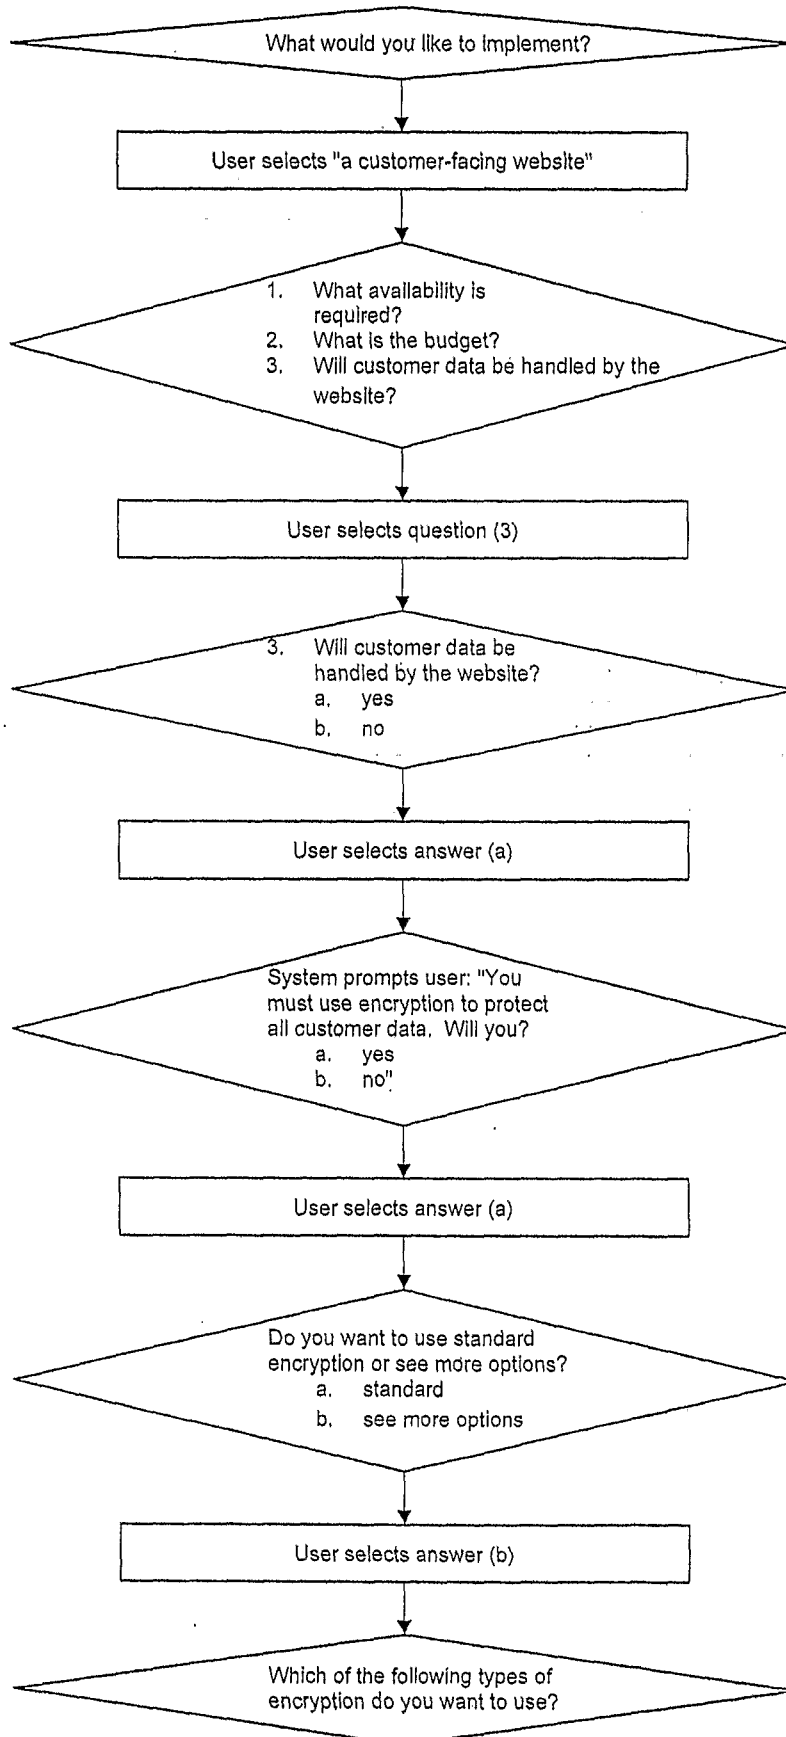 What would you like to implement?
User selects "a customer-facing website"
1. What availability is
required?
2. What is the budget?
3. Will customer data be handled by the
website?
User selects question (3)
3. Will customer data be
handled by the website?
a. yes
b. no
User selects answer (a)
System prompts user: "You
must use encryption to protect
all customer data. Will you?
a. yes
b. no"
User selects answer (a)
Do you want to use standard
encryption or see more options?
a. standard
b. see more options
User selects answer (b)
Which of the following types of
encryption do you want to use?